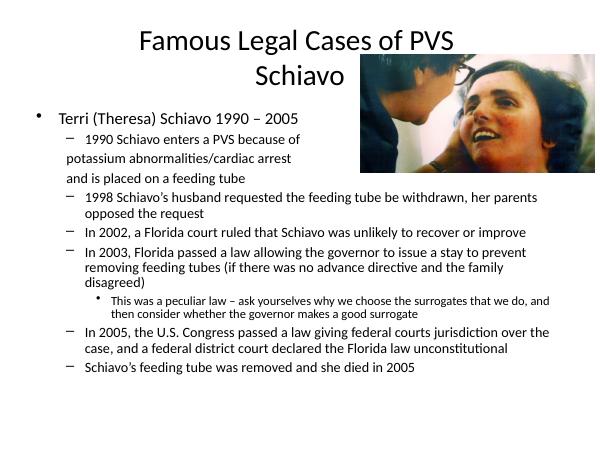 Famous Legal Cases of PVS
Schiavo
• Terri (Theresa) Schiavo 1990 – 2005
– 1990 Schiavo enters a PVS because of
potassium abnormalities/cardiac arrest
and is placed on a feeding tube
– 1998 Schiavo’s husband requested the feeding tube be withdrawn, her parents
opposed the request
– In 2002, a Florida court ruled that Schiavo was unlikely to recover or improve
– In 2003, Florida passed a law allowing the governor to issue a stay to prevent
removing feeding tubes (if there was no advance directive and the family
disagreed)
• This was a peculiar law – ask yourselves why we choose the surrogates that we do, and
then consider whether the governor makes a good surrogate
– In 2005, the U.S. Congress passed a law giving federal courts jurisdiction over the
case, and a federal district court declared the Florida law unconstitutional
– Schiavo’s feeding tube was removed and she died in 2005